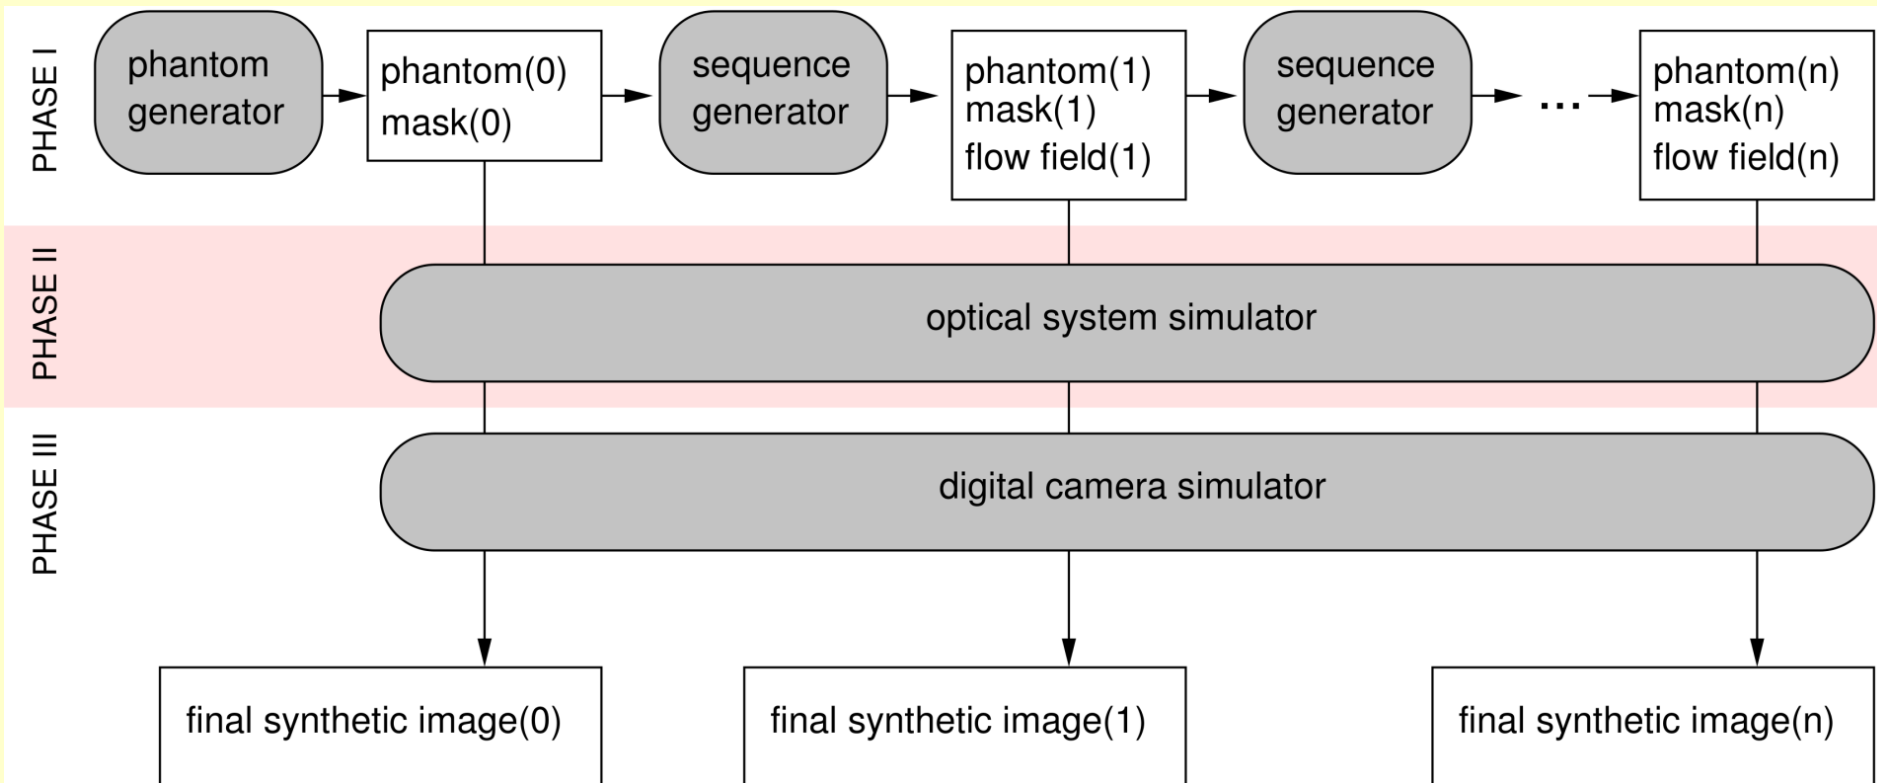 PHASE I
phantom
generator
phantom(0)
mask(0)
sequence
generator
phantom(1)
mask(1)
flow field(1)
sequence
generator
...
phantom(n)
mask(n)
flow field(n)
PHASE II
optical system simulator
PHASE III
digital camera simulator
final synthetic image(0)
final synthetic image(1)
final synthetic image(n)